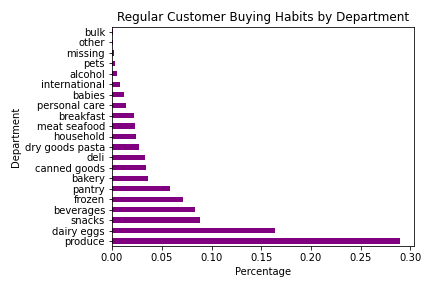 Regular Customer Buying Habits by Department
bulk
other
missing
pets
alcohol
international
babies
personal care
breakfast
meat seafood
household
dry goods pasta
deli
canned goods
bakery
pantry
frozen
beverages
snacks
dairy eggs
produce
Department
0.00 0.05 0.10 0.15 0.20 0.25 0.30
Percentage